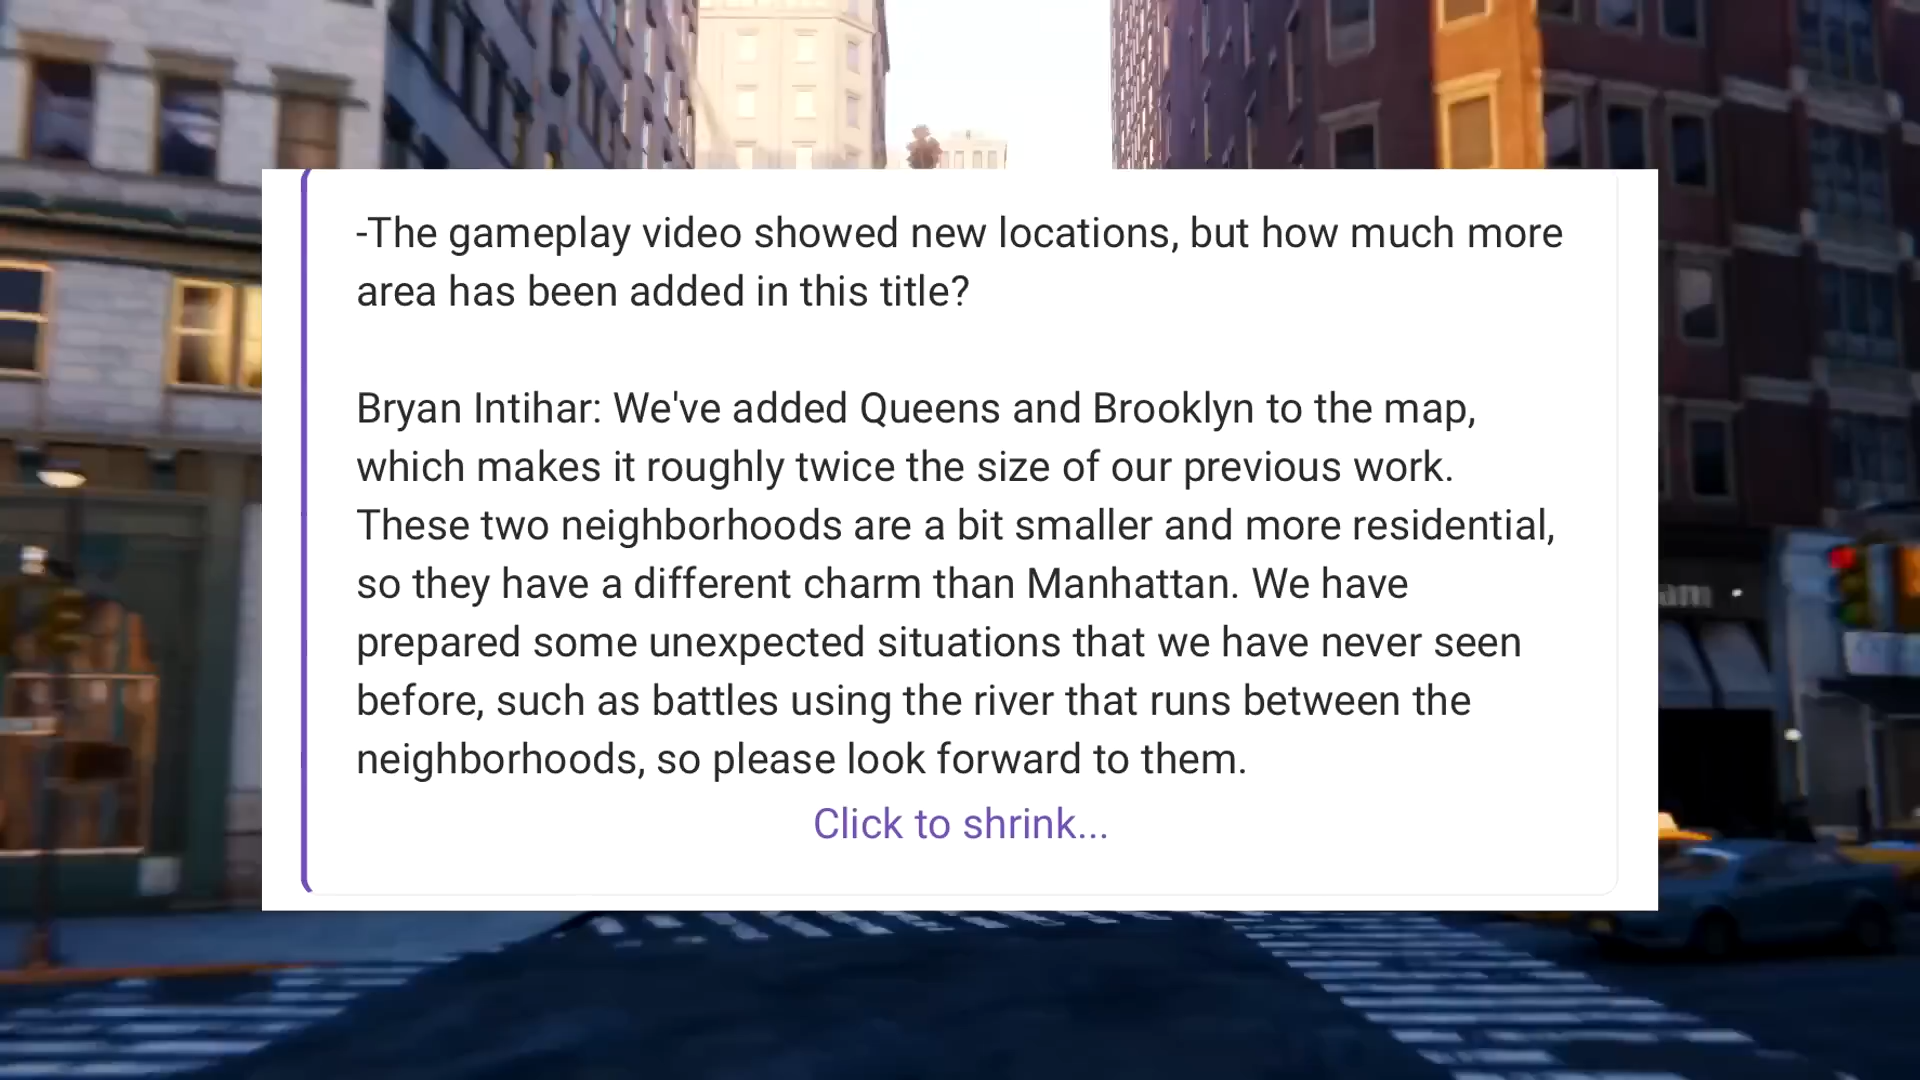 -The gameplay video showed new locations, but how much more
area has been added in this title?
Bryan Intihar: We've added Queens and Brooklyn to the map,
which makes it roughly twice the size of our previous work.
These two neighborhoods are a bit smaller and more residential,
so they have a different charm than Manhattan. We have
prepared some unexpected situations that we have never seen
before, such as battles using the river that runs between the
neighborhoods, so please look forward to them.
Click to shrink...